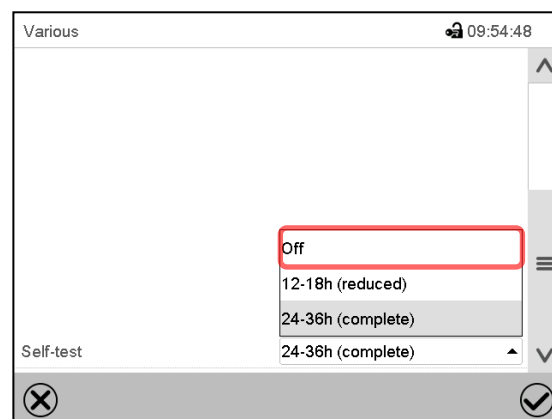 Various 09:54:48
Off
12-18h (reduced)
24-36h (complete)
Self-test 24-36h (complete)